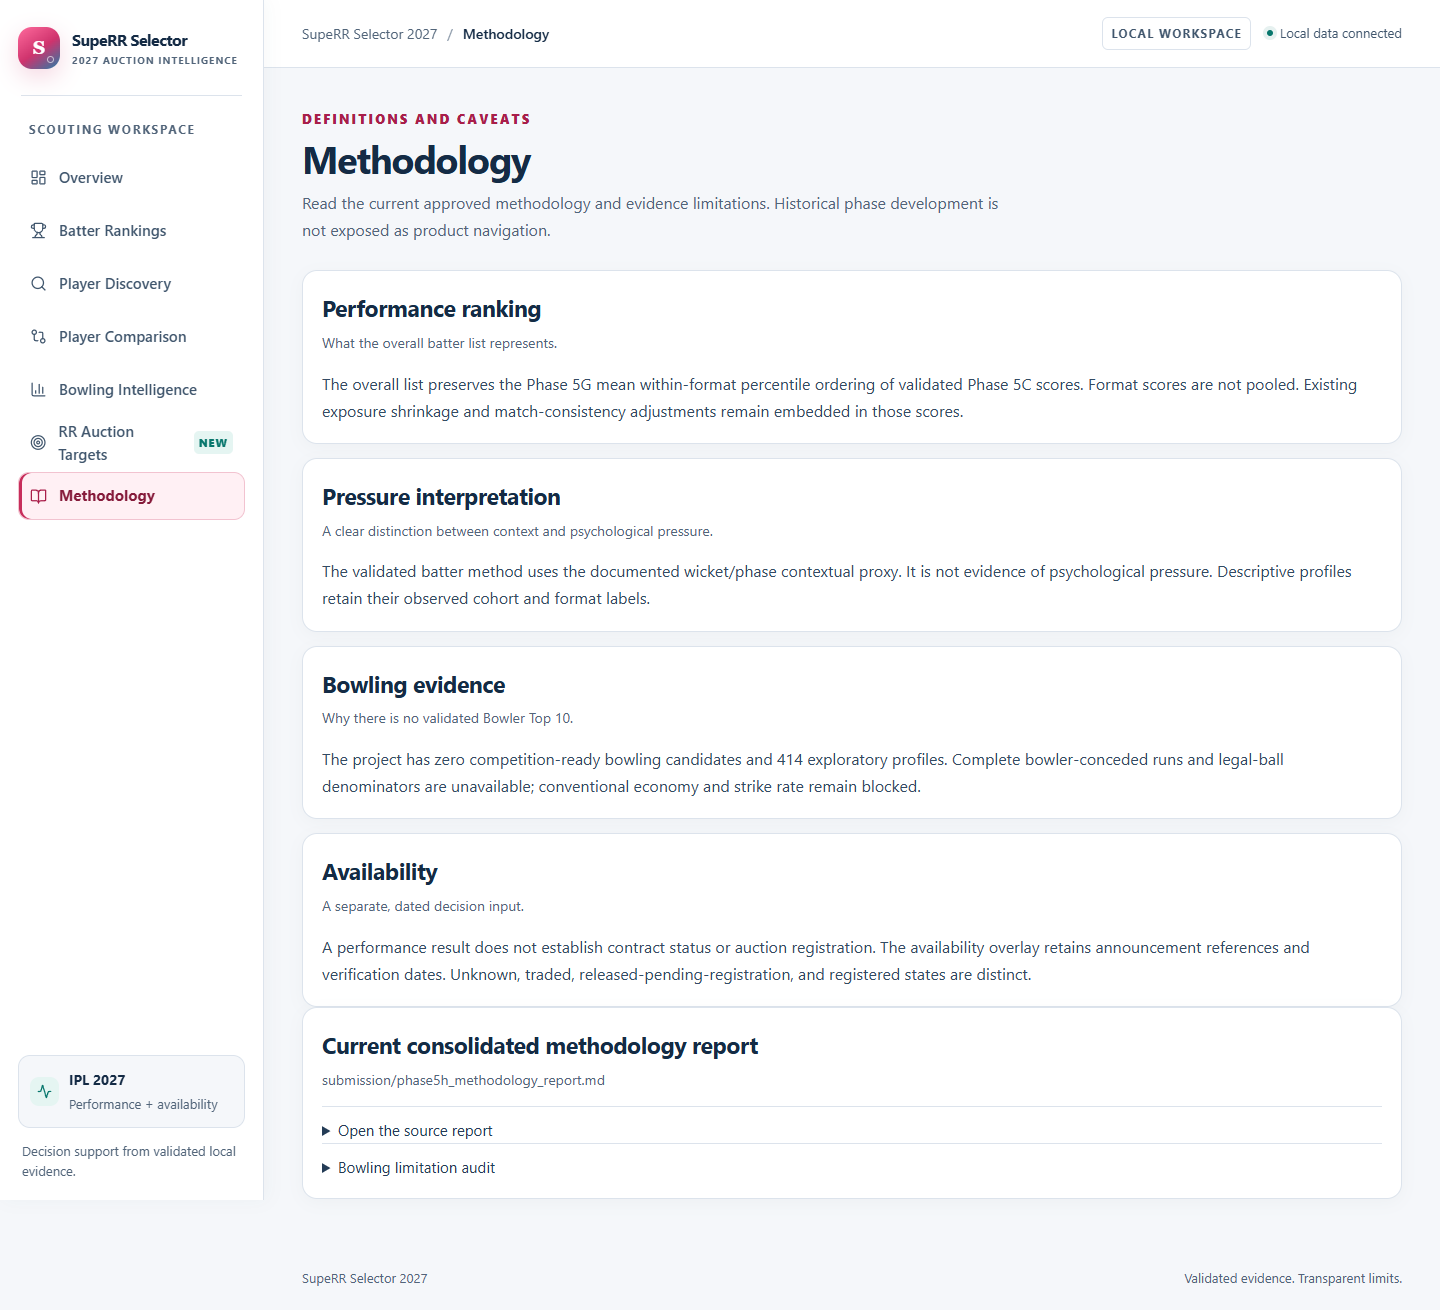 S
SupeRR Selector
2027 AUCTION INTELLIGENCE
SCOUTING WORKSPACE
Overview
Batter Rankings
Player Discovery
Player Comparison
Bowling Intelligence
RR Auction
Targets
NEW
Methodology
IPL 2027
Performance + availability
Decision support from validated local
evidence.
SupeRR Selector 2027 / Methodology
LOCAL WORKSPACE
Local data connected
DEFINITIONS AND CAVEATS
Methodology
Read the current approved methodology and evidence limitations. Historical phase development is
not exposed as product navigation.
Performance ranking
What the overall batter list represents.
The overall list preserves the Phase 5G mean within-format percentile ordering of validated Phase 5C scores. Format scores are not pooled. Existing
exposure shrinkage and match-consistency adjustments remain embedded in those scores.
Pressure interpretation
A clear distinction between context and psychological pressure.
The validated batter method uses the documented wicket/phase contextual proxy. It is not evidence of psychological pressure. Descriptive profiles
retain their observed cohort and format labels.
Bowling evidence
Why there is no validated Bowler Top 10.
The project has zero competition-ready bowling candidates and 414 exploratory profiles. Complete bowler-conceded runs and legal-ball
denominators are unavailable; conventional economy and strike rate remain blocked.
Availability
A separate, dated decision input.
A performance result does not establish contract status or auction registration. The availability overlay retains announcement references and
verification dates. Unknown, traded, released-pending-registration, and registered states are distinct.
Current consolidated methodology report
submission/phase5h_methodology_report.md
Open the source report
Bowling limitation audit
SupeRR Selector 2027
Validated evidence. Transparent limits.